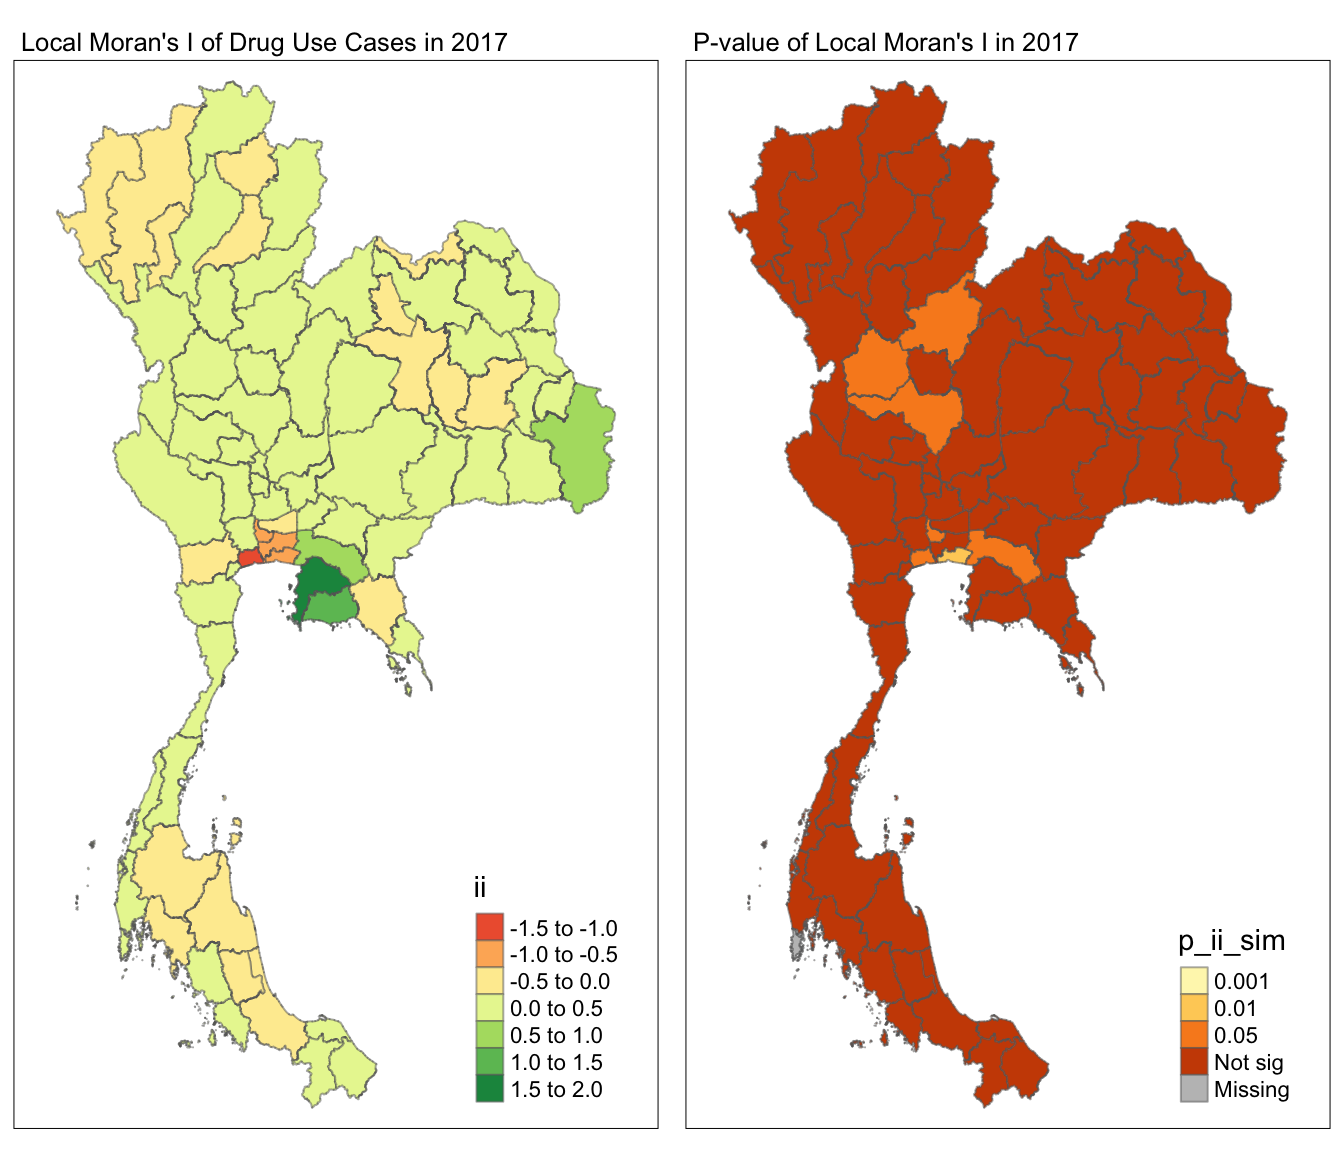 Local Moran's I of Drug Use Cases in 2017
P-value of Local Moran's I in 2017
ii
-1.5 to -1.0
-1.0 to -0.5
-0.5 to 0.0
0.0 to 0.5
0.5 to 1.0
1.0 to 1.5
1.5 to 2.0
p_ii_sim
0.001
0.01
0.05
Not sig
Missing